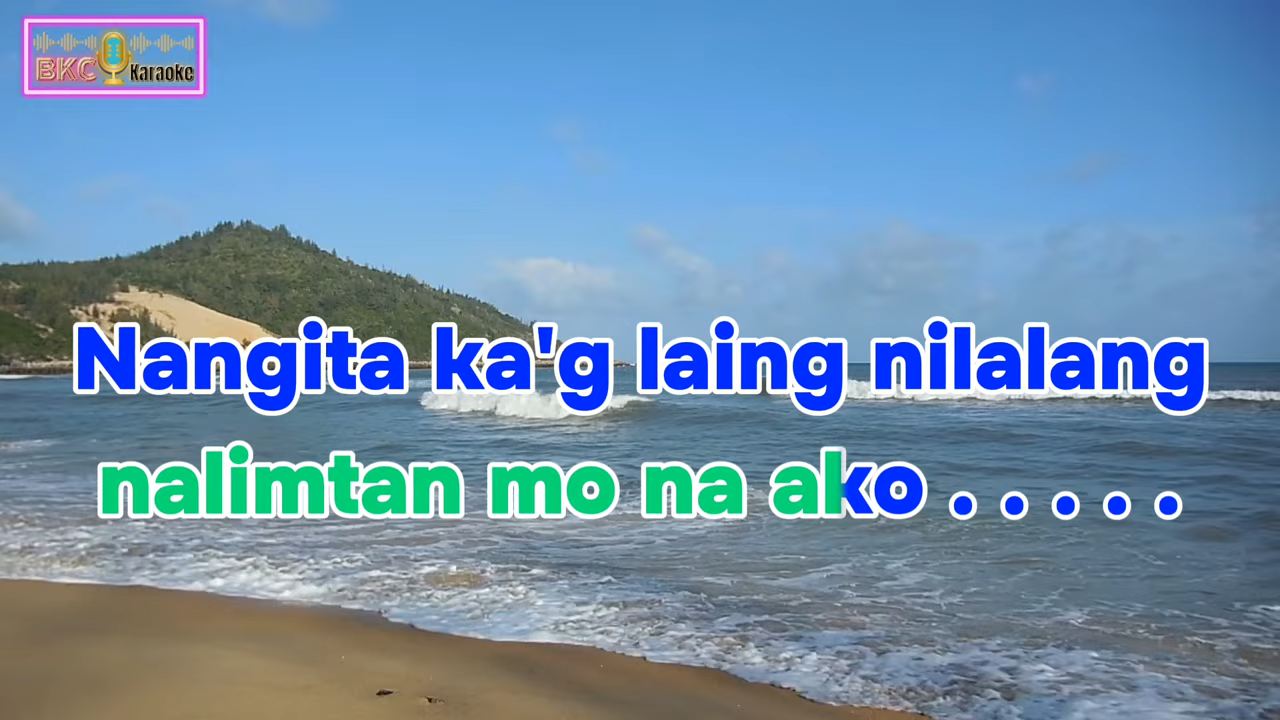 BKC Karaoke
Nangita ka'g laing nilalang
nalimtan mo na ako . . . . .